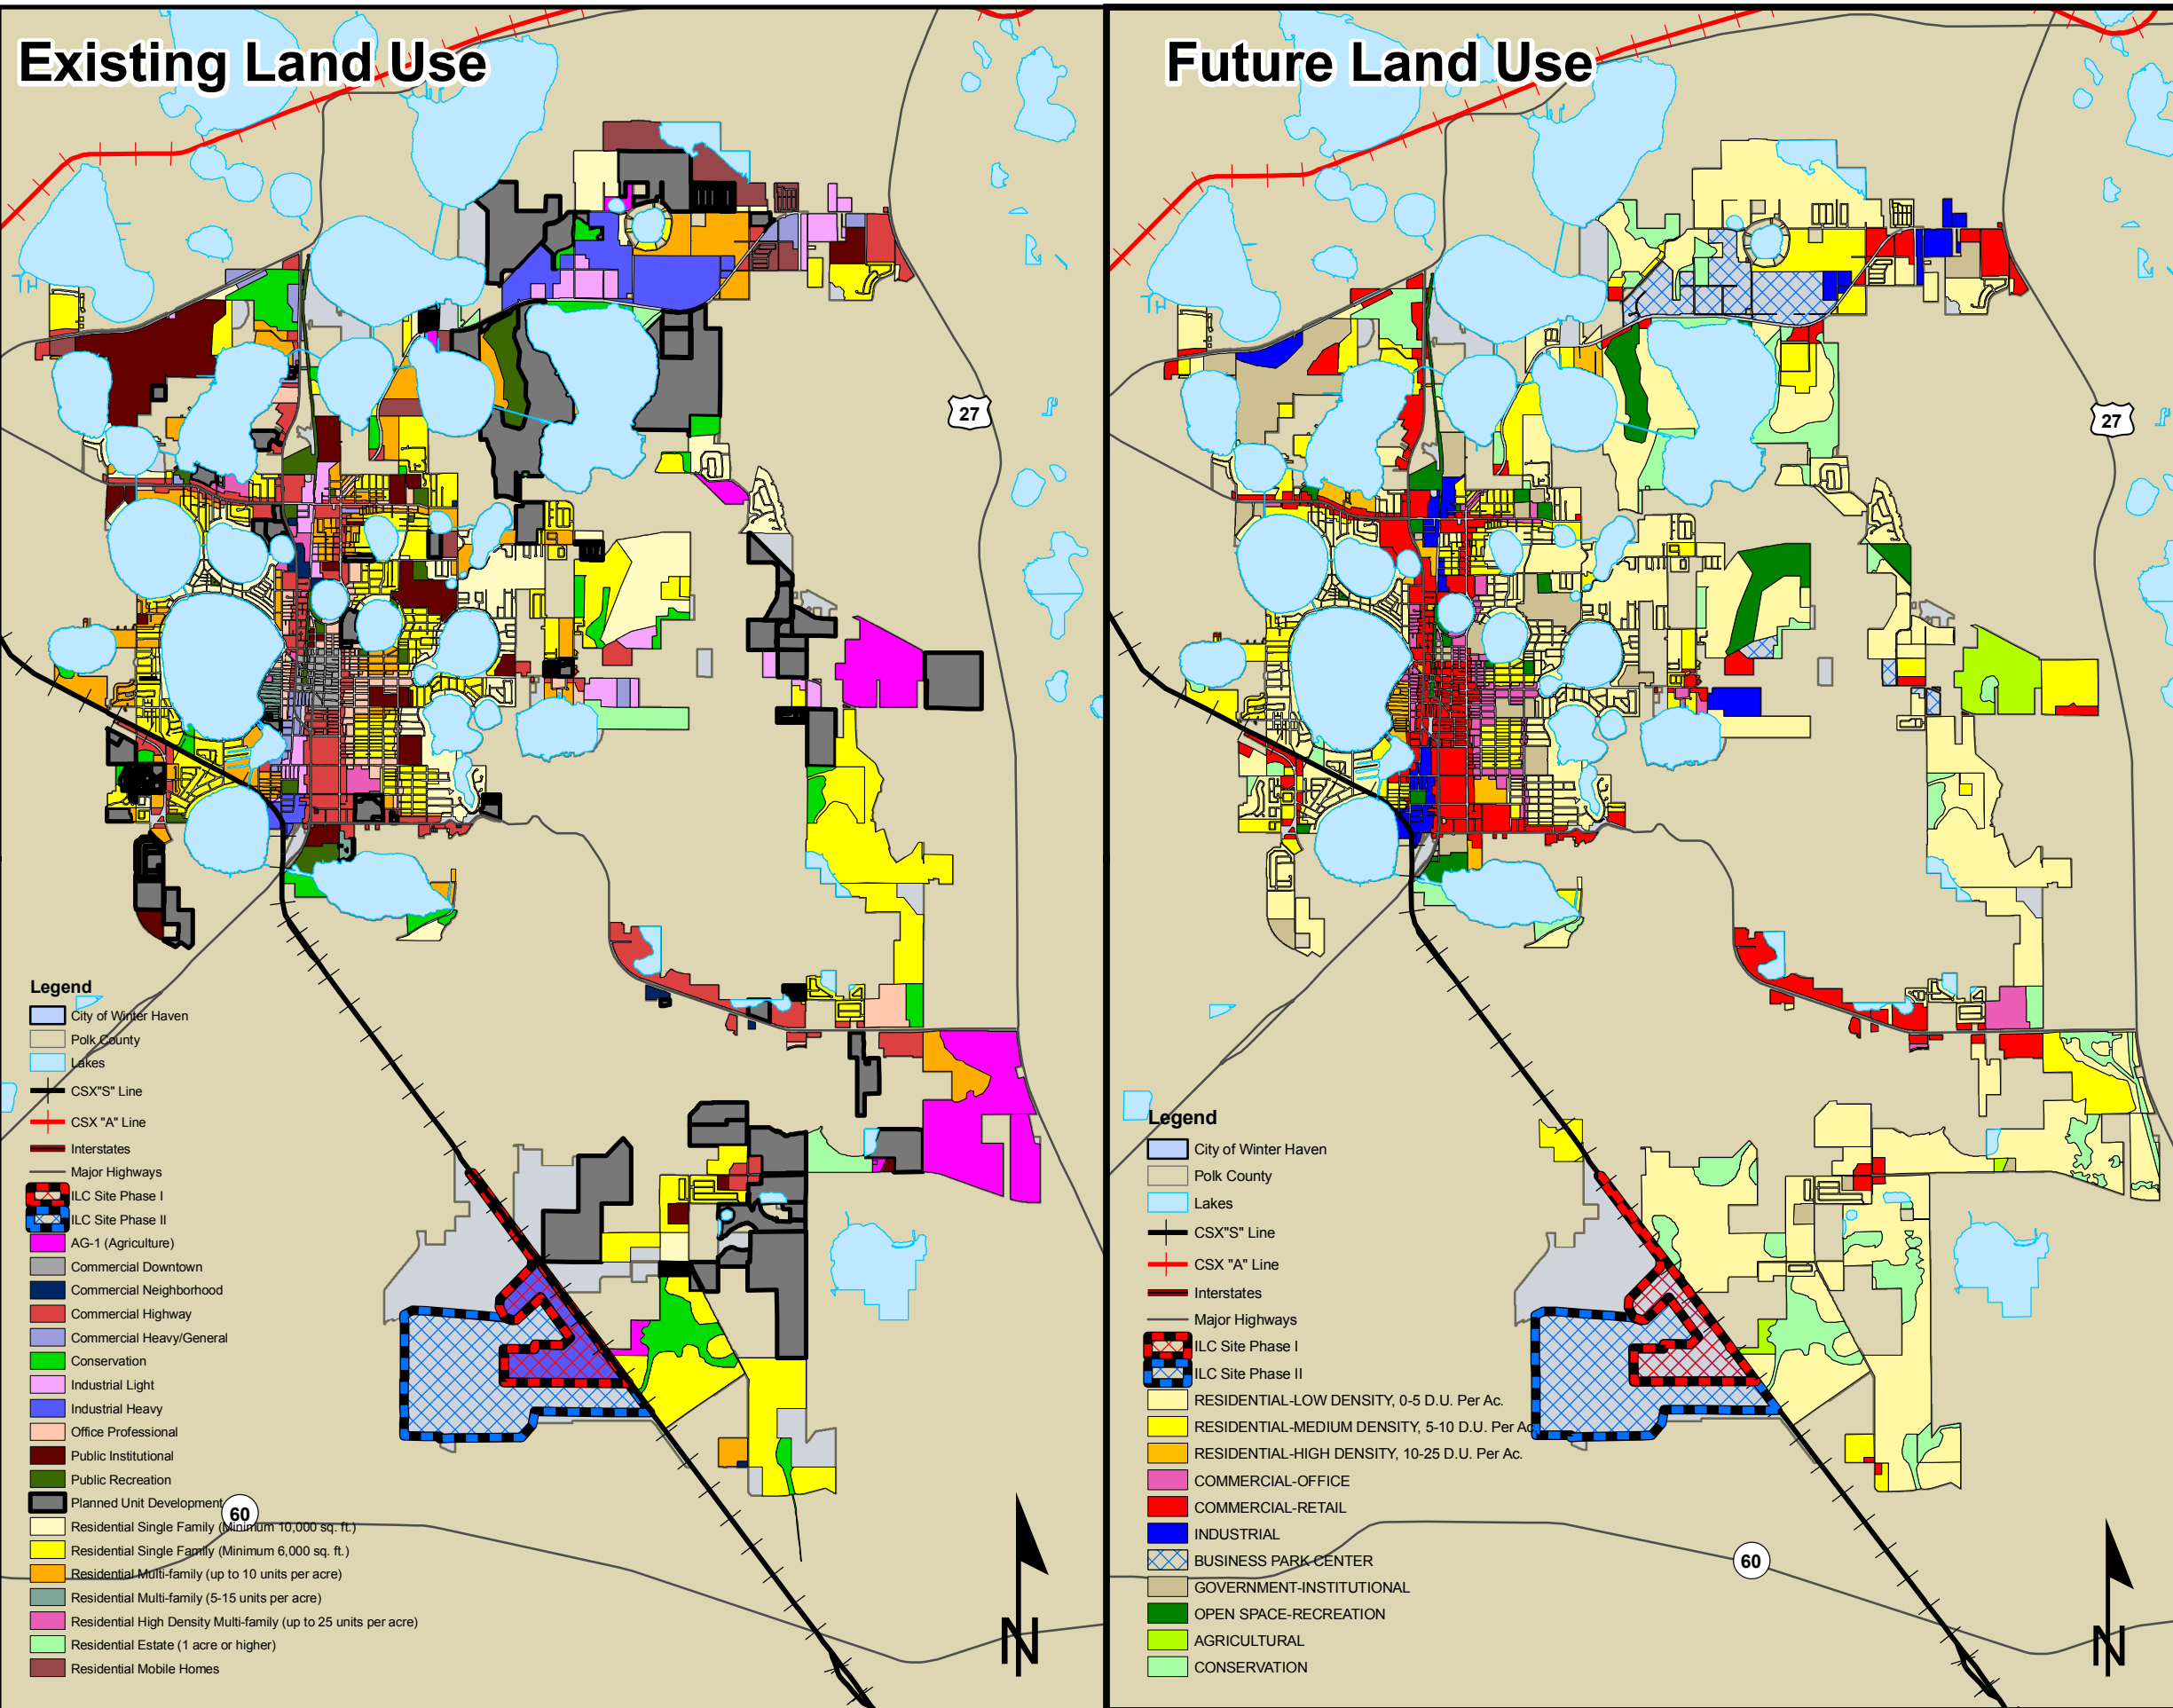 Existing Land Use
27
Legend
City of Winter Haven
Polk County
Lakes
CSX"S" Line
CSX "A" Line
Interstates
Major Highways
ILC Site Phase I
ILC Site Phase II
AG-1 (Agriculture)
Commercial Downtown
Commercial Neighborhood
Commercial Highway
Commercial Heavy/General
Conservation
Industrial Light
Industrial Heavy
Office Professional
Public Institutional
Public Recreation
Planned Unit Development
Residential Single Family (Minimum 10,000 sq. ft.)
Residential Single Family (Minimum 6,000 sq. ft.)
Residential Multi-family (up to 10 units per acre)
Residential Multi-family (5-15 units per acre)
Residential High Density Multi-family (up to 25 units per acre)
Residential Estate (1 acre or higher)
Residential Mobile Homes
60
N
Future Land Use
27
Legend
City of Winter Haven
Polk County
Lakes
CSX"S" Line
CSX "A" Line
Interstates
Major Highways
ILC Site Phase I
ILC Site Phase II
RESIDENTIAL-LOW DENSITY, 0-5 D.U. Per Ac.
RESIDENTIAL-MEDIUM DENSITY, 5-10 D.U. Per Ac
RESIDENTIAL-HIGH DENSITY, 10-25 D.U. Per Ac.
COMMERCIAL-OFFICE
COMMERCIAL-RETAIL
INDUSTRIAL
BUSINESS PARK CENTER
GOVERNMENT-INSTITUTIONAL
OPEN SPACE-RECREATION
AGRICULTURAL
CONSERVATION
60
N